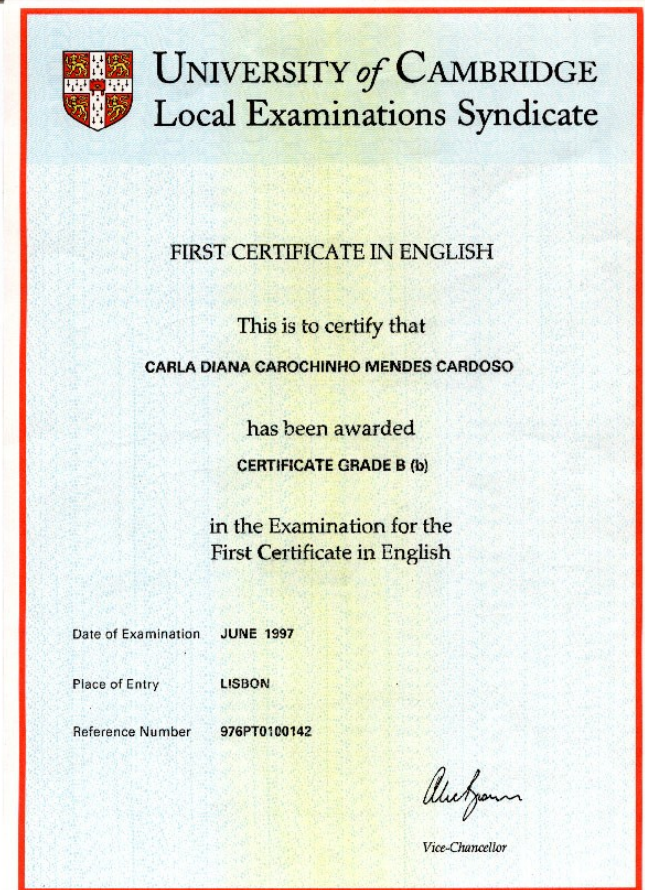 UNIVERSITY of CAMBRIDGE
Local Examinations Syndicate
FIRST CERTIFICATE IN ENGLISH
This is to certify that
CARLA DIANA CAROCHINHO MENDES CARDOSO
has been awarded
CERTIFICATE GRADE B (b)
in the Examination for the
First Certificate in English
Date of Examination JUNE 1997
Place of Entry LISBON
Reference Number 976PT0100142
Vice-Chancellor